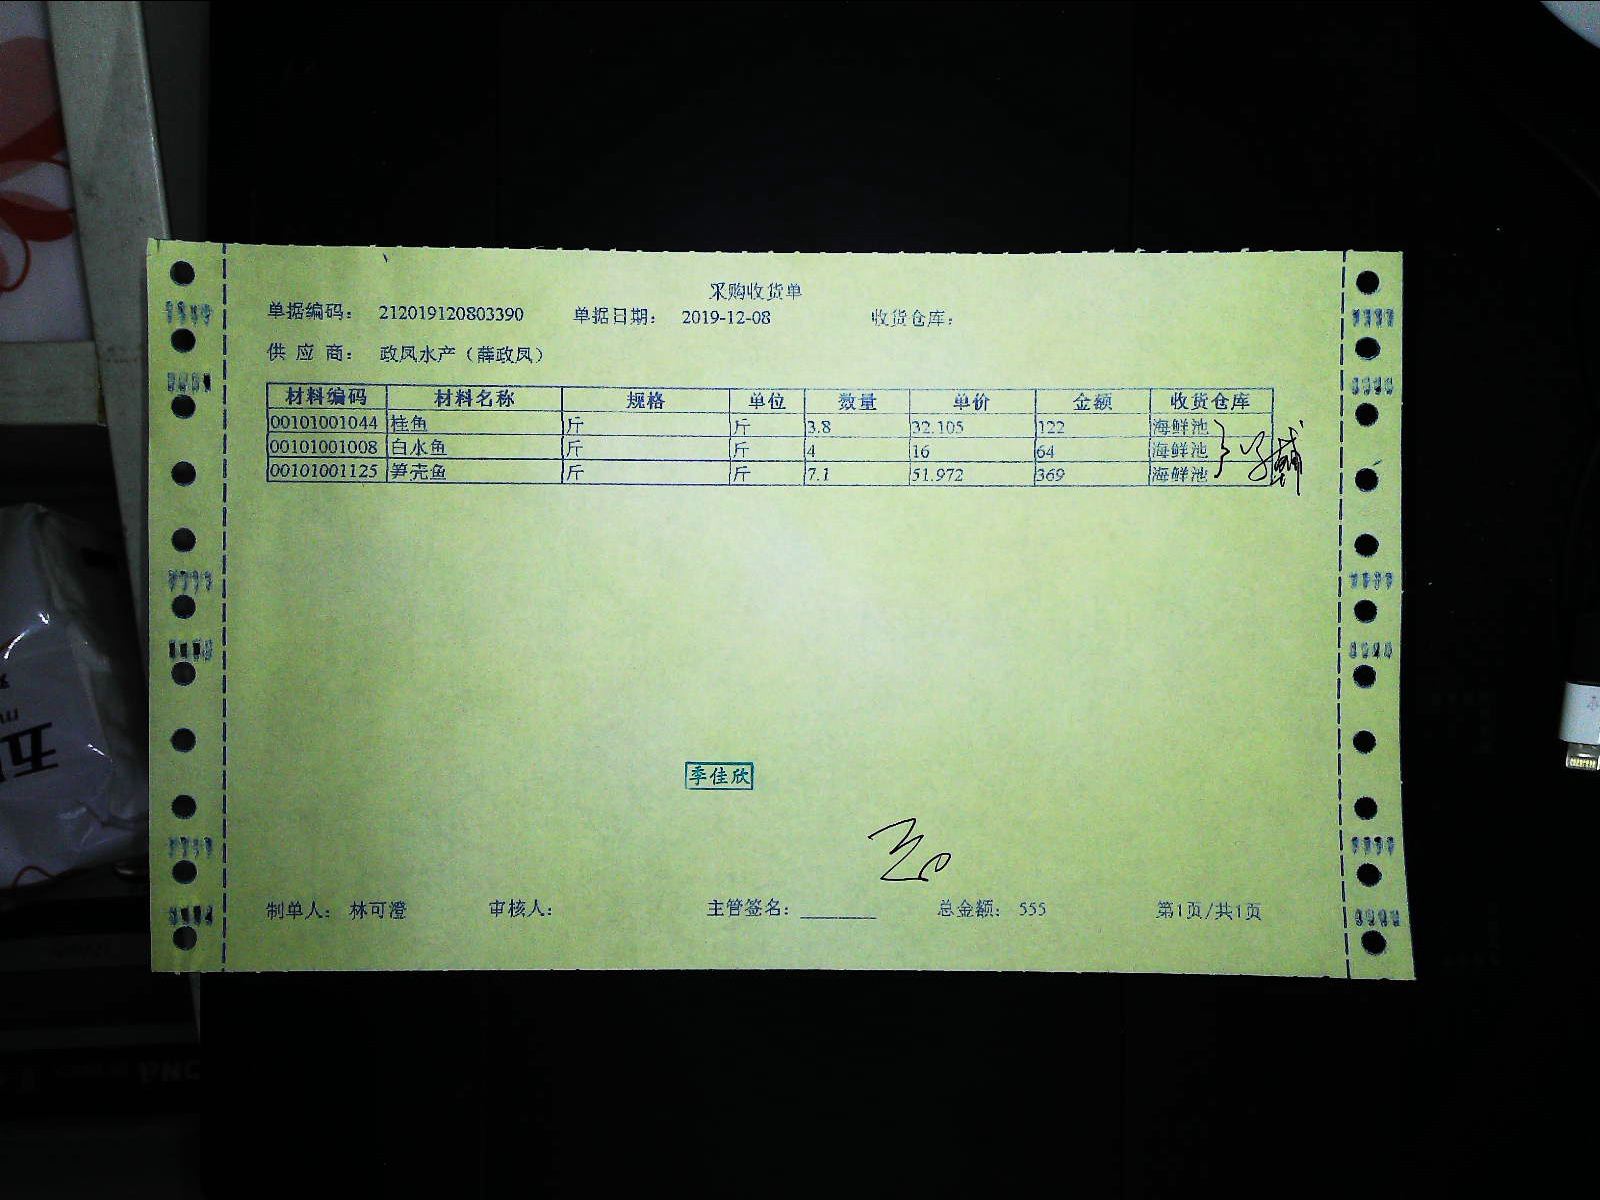 采购收货单
单据编码： 212019120803390 单据日期： 2019-12-08 收货仓库：
供 应 商： 政凤水产（薛政凤）
材料编码 材料名称 规格 单位 数量 单价 金额 收货仓库
00101001044 桂鱼 斤 斤 3.8 32.105 122 海鲜池
00101001008 白水鱼 斤 斤 4 16 64 海鲜池
00101001125 笋壳鱼 斤 斤 7.1 51.972 369 海鲜池
季佳欣
制单人： 林可澄 审核人： 主管签名： 总金额： 555 第1页/共1页
五